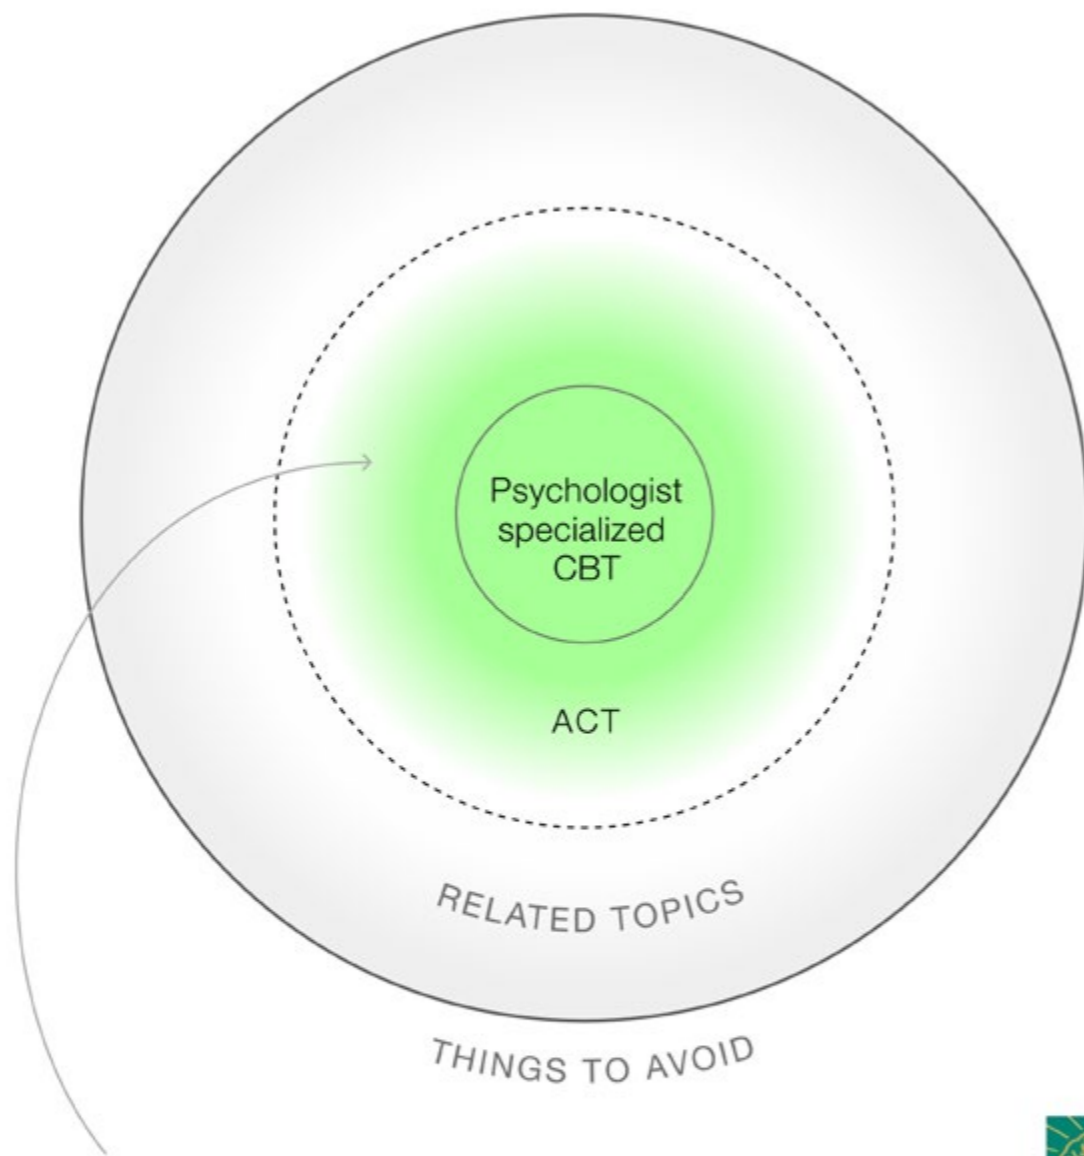 Psychologist
specialized
CBT
ACT
RELATED TOPICS
THINGS TO AVOID